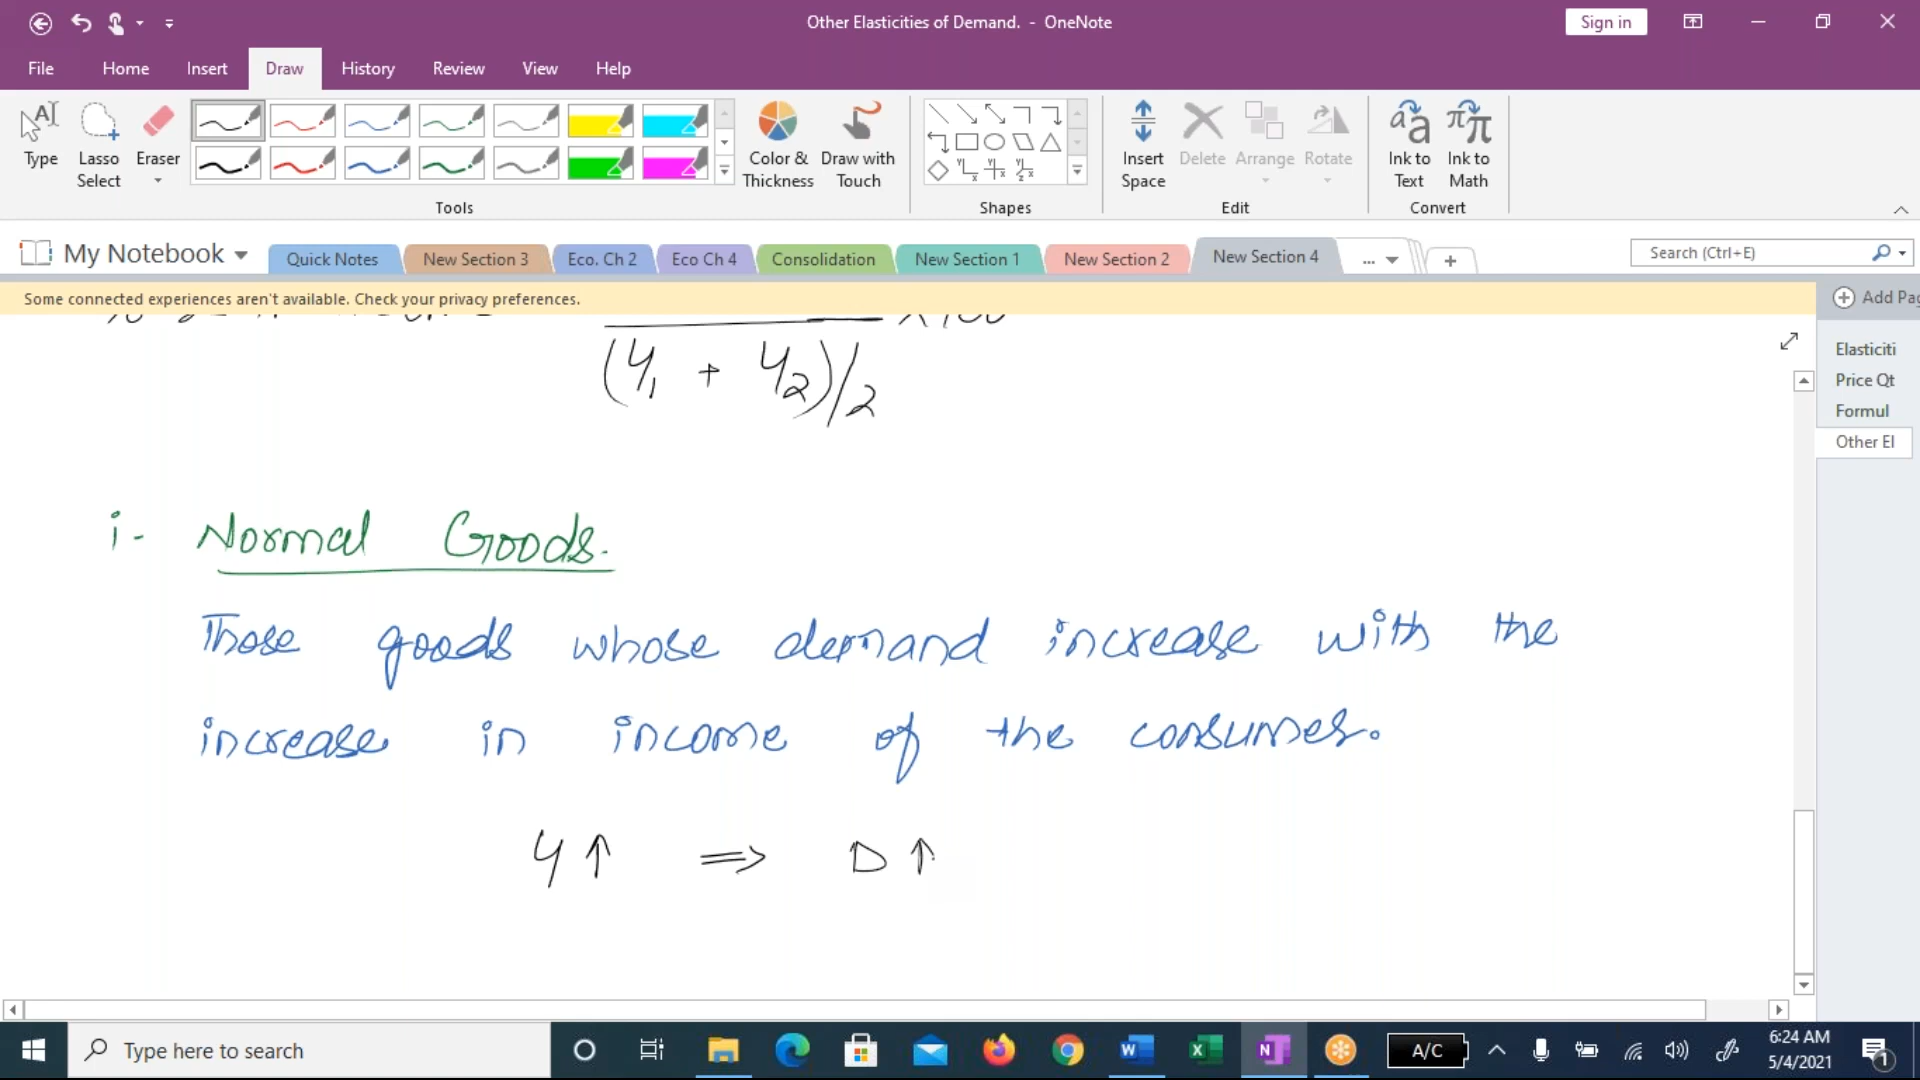 Other Elasticities of Demand. - OneNote
Sign in
File Home Insert Draw History Review View Help
Type
Lasso Select
Eraser
Color & Thickness
Draw with Touch
Insert Space
Delete
Arrange
Rotate
Ink to Text
Ink to Math
Tools Shapes Edit Convert
My Notebook Quick Notes New Section 3 Eco. Ch 2 Eco Ch 4 Consolidation New Section 1 New Section 2 New Section 4 ... + Search (Ctrl+E)
Some connected experiences aren't available. Check your privacy preferences.
Add Pag
Elasticiti
Price Qt
Formul
Other El
×100
(Y₁ + Y₂)/2
i- Normal Goods.
Those goods whose demand increase with the
increase in income of the consumer.
Y↑ ⇒ D↑
Type here to search
A/C
6:24 AM
5/4/2021
1